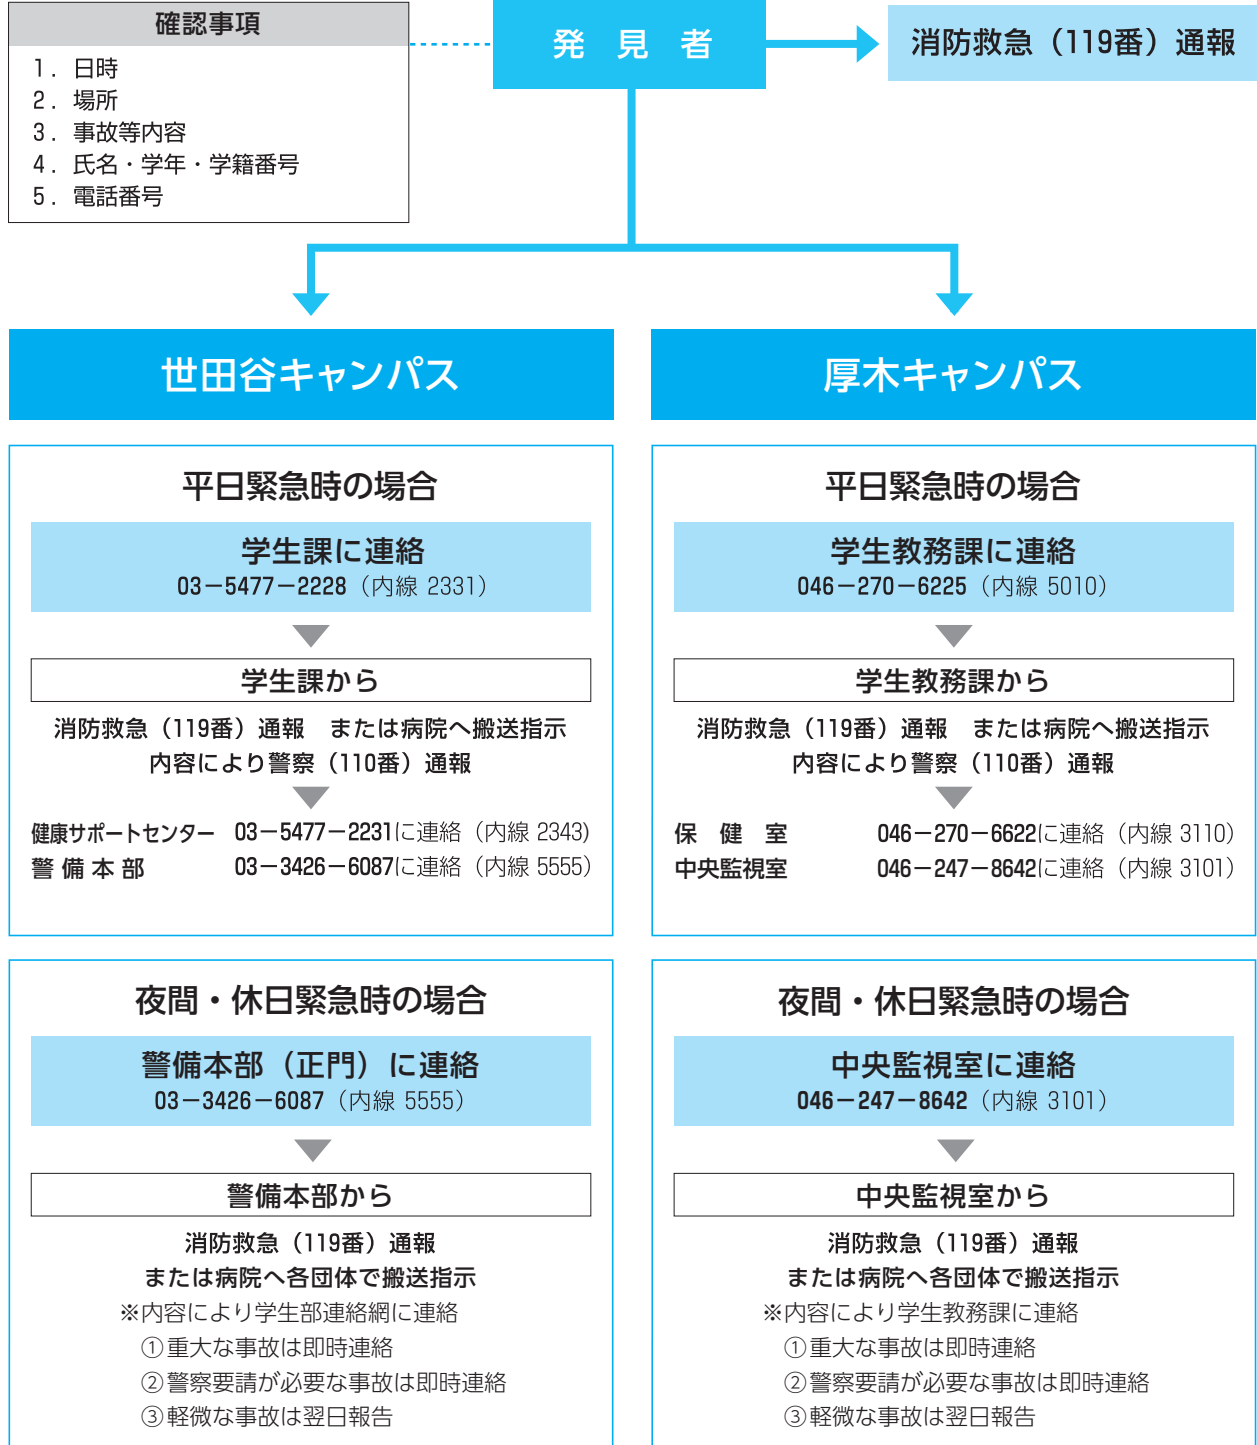 確認事項
1．日時
2．場所
3．事故等内容
4．氏名・学年・学籍番号
5．電話番号
発　見　者
消防救急（119番）通報
世田谷キャンパス
平日緊急時の場合
学生課に連絡
03－5477－2228（内線 2331）
学生課から
消防救急（119番）通報　または病院へ搬送指示
内容により警察（110番）通報
健康サポートセンター　03－5477－2231に連絡（内線 2343）
警 備 本 部　03－3426－6087に連絡（内線 5555）
夜間・休日緊急時の場合
警備本部（正門）に連絡
03－3426－6087（内線 5555）
警備本部から
消防救急（119番）通報
または病院へ各団体で搬送指示
※内容により学生部連絡網に連絡
①重大な事故は即時連絡
②警察要請が必要な事故は即時連絡
③軽微な事故は翌日報告
厚木キャンパス
平日緊急時の場合
学生教務課に連絡
046－270－6225（内線 5010）
学生教務課から
消防救急（119番）通報　または病院へ搬送指示
内容により警察（110番）通報
保　健　室　046－270－6622に連絡（内線 3110）
中央監視室　046－247－8642に連絡（内線 3101）
夜間・休日緊急時の場合
中央監視室に連絡
046－247－8642（内線 3101）
中央監視室から
消防救急（119番）通報
または病院へ各団体で搬送指示
※内容により学生教務課に連絡
①重大な事故は即時連絡
②警察要請が必要な事故は即時連絡
③軽微な事故は翌日報告